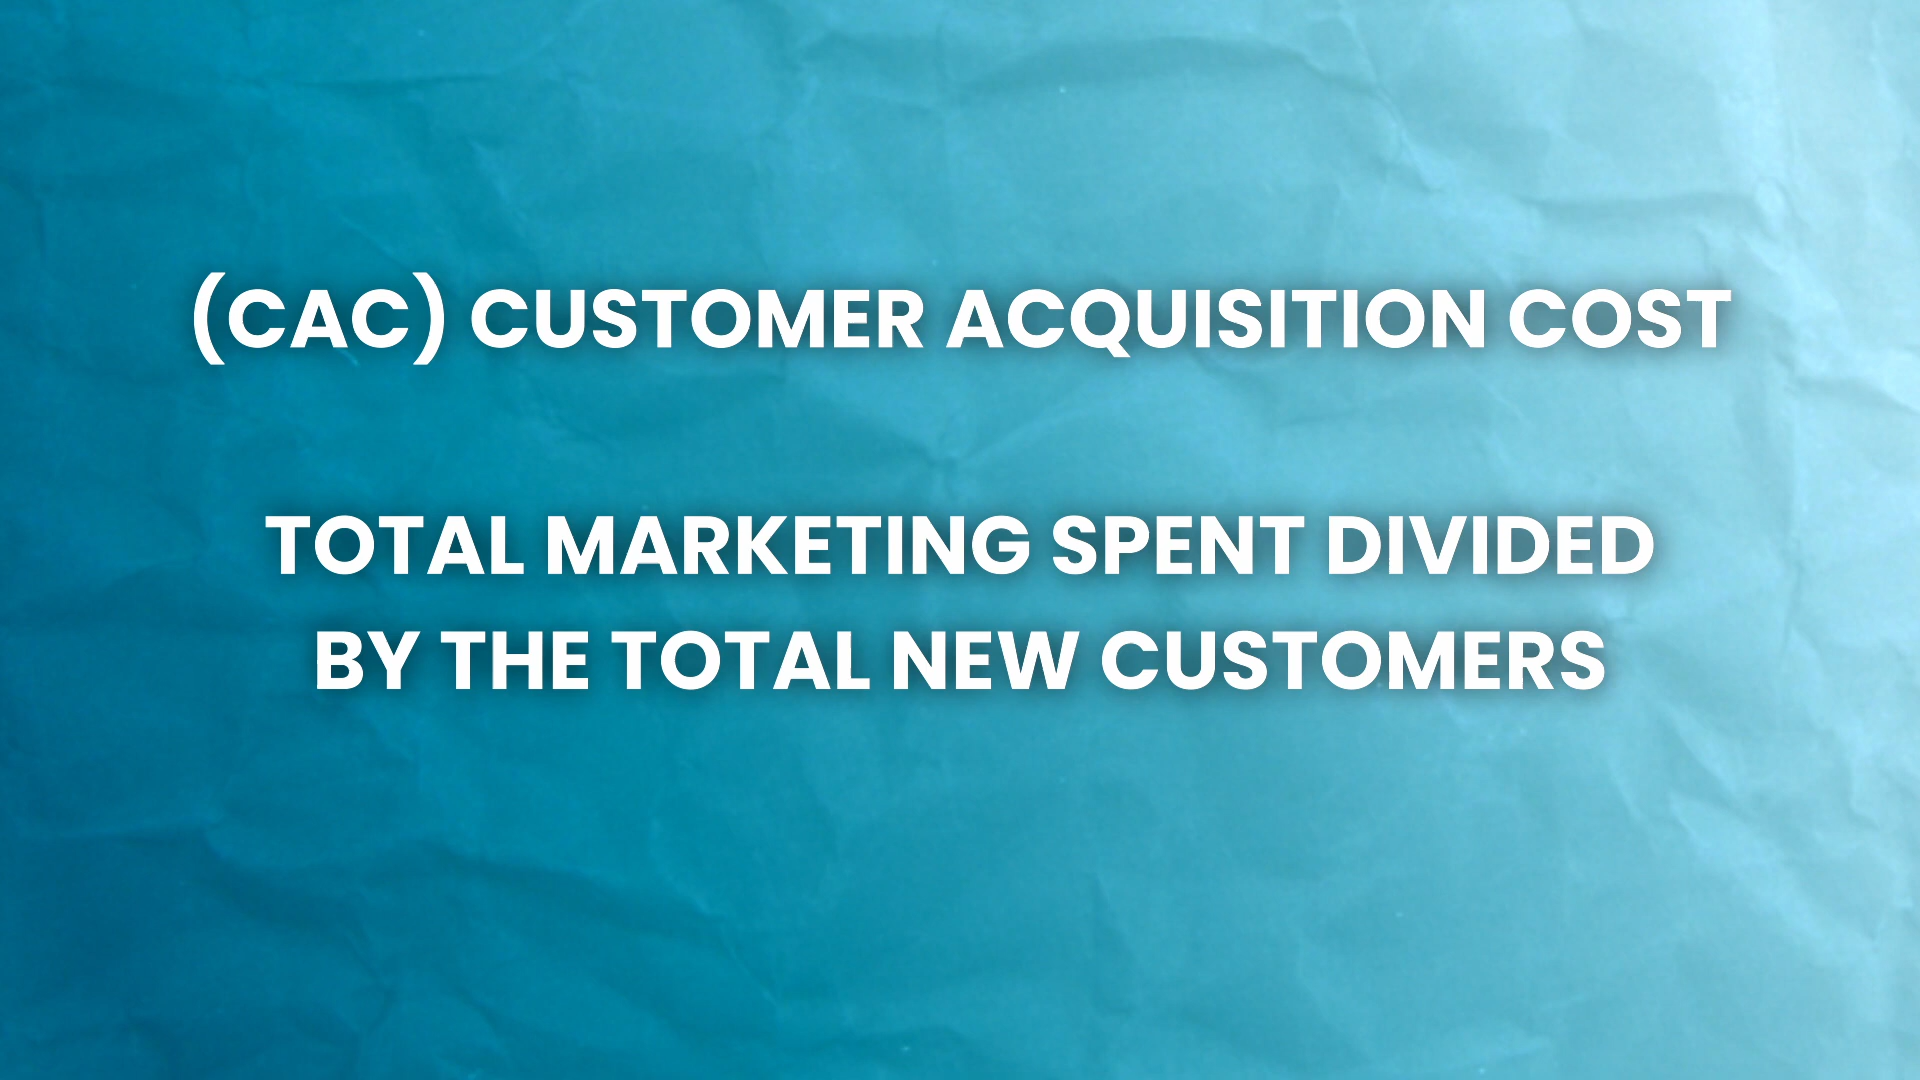 (CAC) CUSTOMER ACQUISITION COST
TOTAL MARKETING SPENT DIVIDED
BY THE TOTAL NEW CUSTOMERS